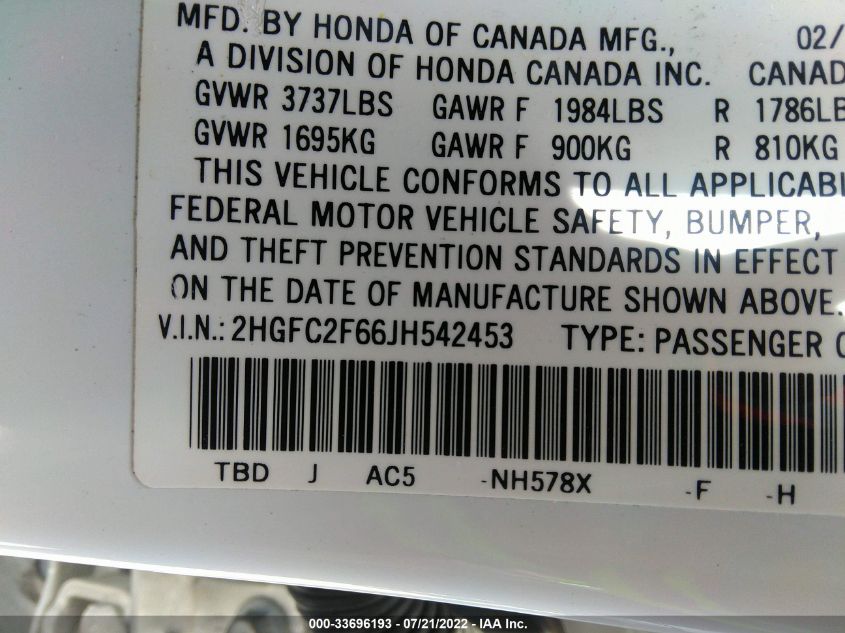 MFD. BY HONDA OF CANADA MFG., 02/
A DIVISION OF HONDA CANADA INC. CANAD
GVWR 3737LBS GAWR F 1984LBS R 1786LB
GVWR 1695KG GAWR F 900KG R 810KG
THIS VEHICLE CONFORMS TO ALL APPLICABL
FEDERAL MOTOR VEHICLE SAFETY, BUMPER,
AND THEFT PREVENTION STANDARDS IN EFFECT
ON THE DATE OF MANUFACTURE SHOWN ABOVE.
V.I.N.: 2HGFC2F66JH542453 TYPE: PASSENGER C
TBD J AC5 -NH578X -F -H
000-33696193 - 07/21/2022 - IAA Inc.